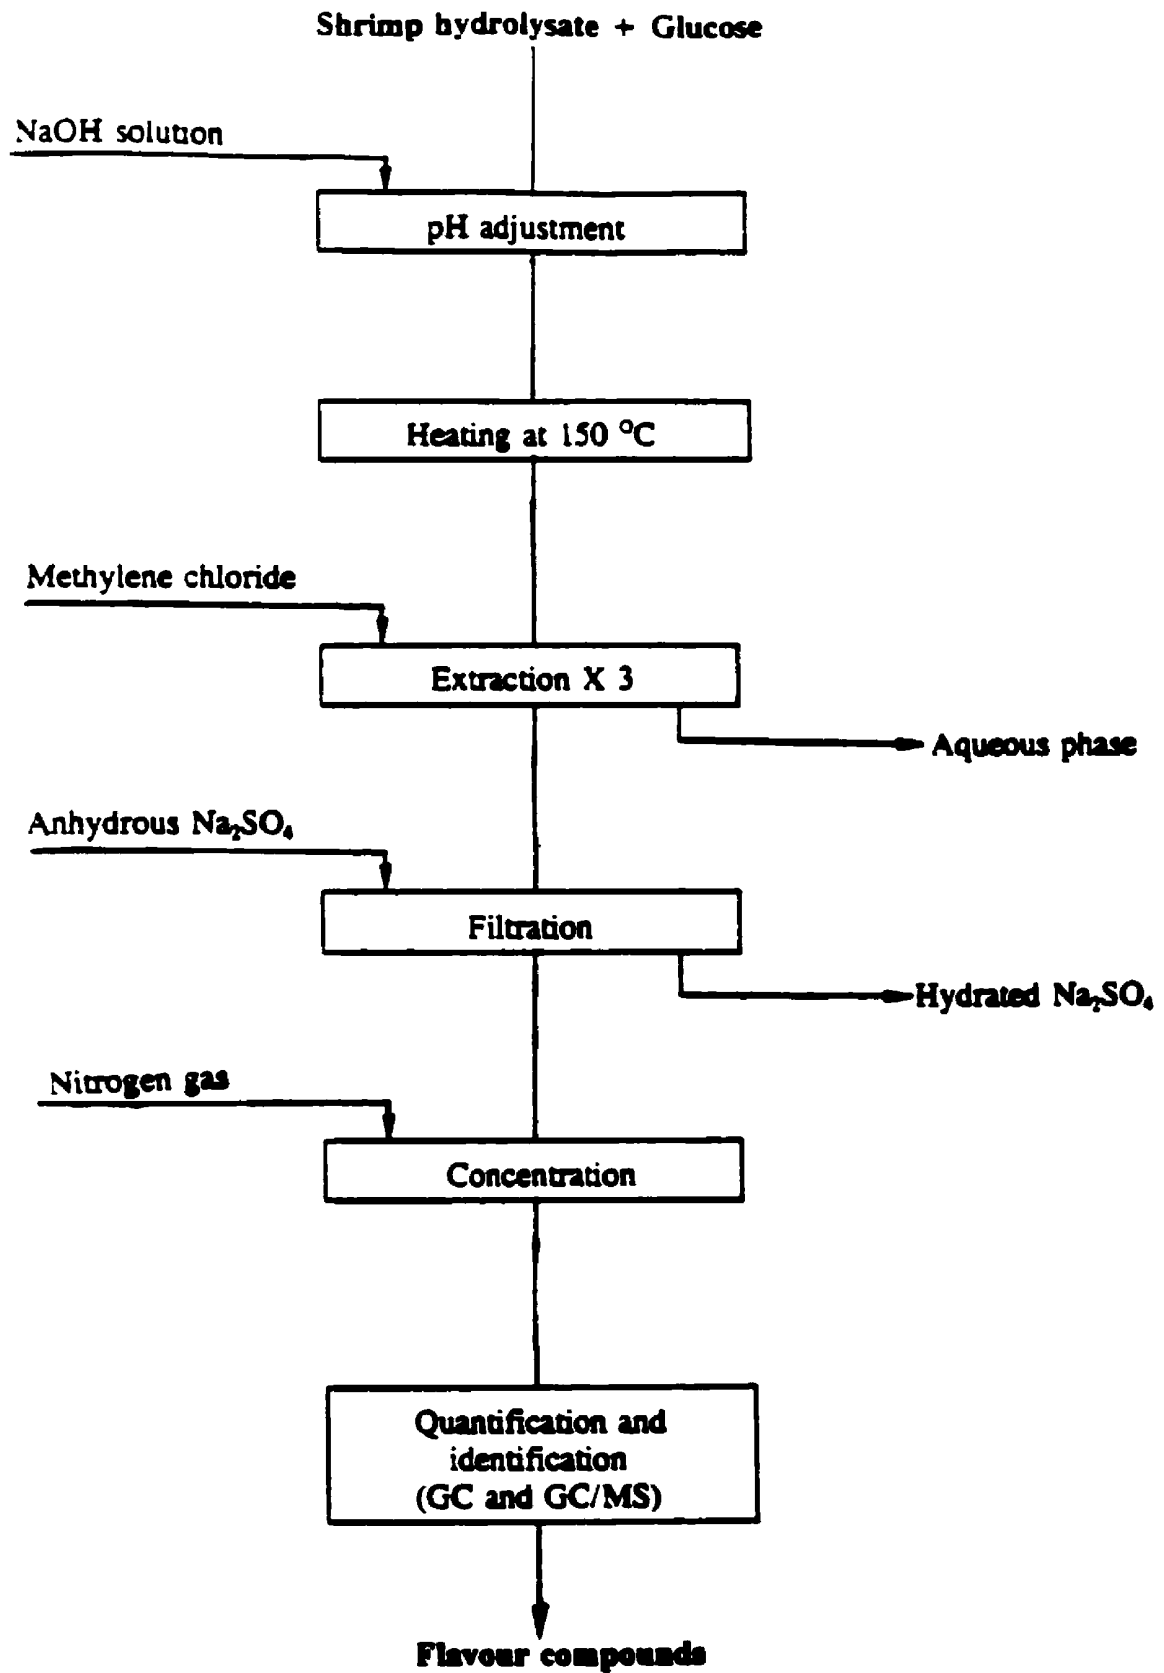 Shrimp hydrolysate + Glucose
NaOH solution
pH adjustment
Heating at 150 °C
Methylene chloride
Extraction X 3
Aqueous phase
Anhydrous Na₂SO₄
Filtration
Hydrated Na₂SO₄
Nitrogen gas
Concentration
Quantification and
identification
(GC and GC/MS)
Flavour compounds